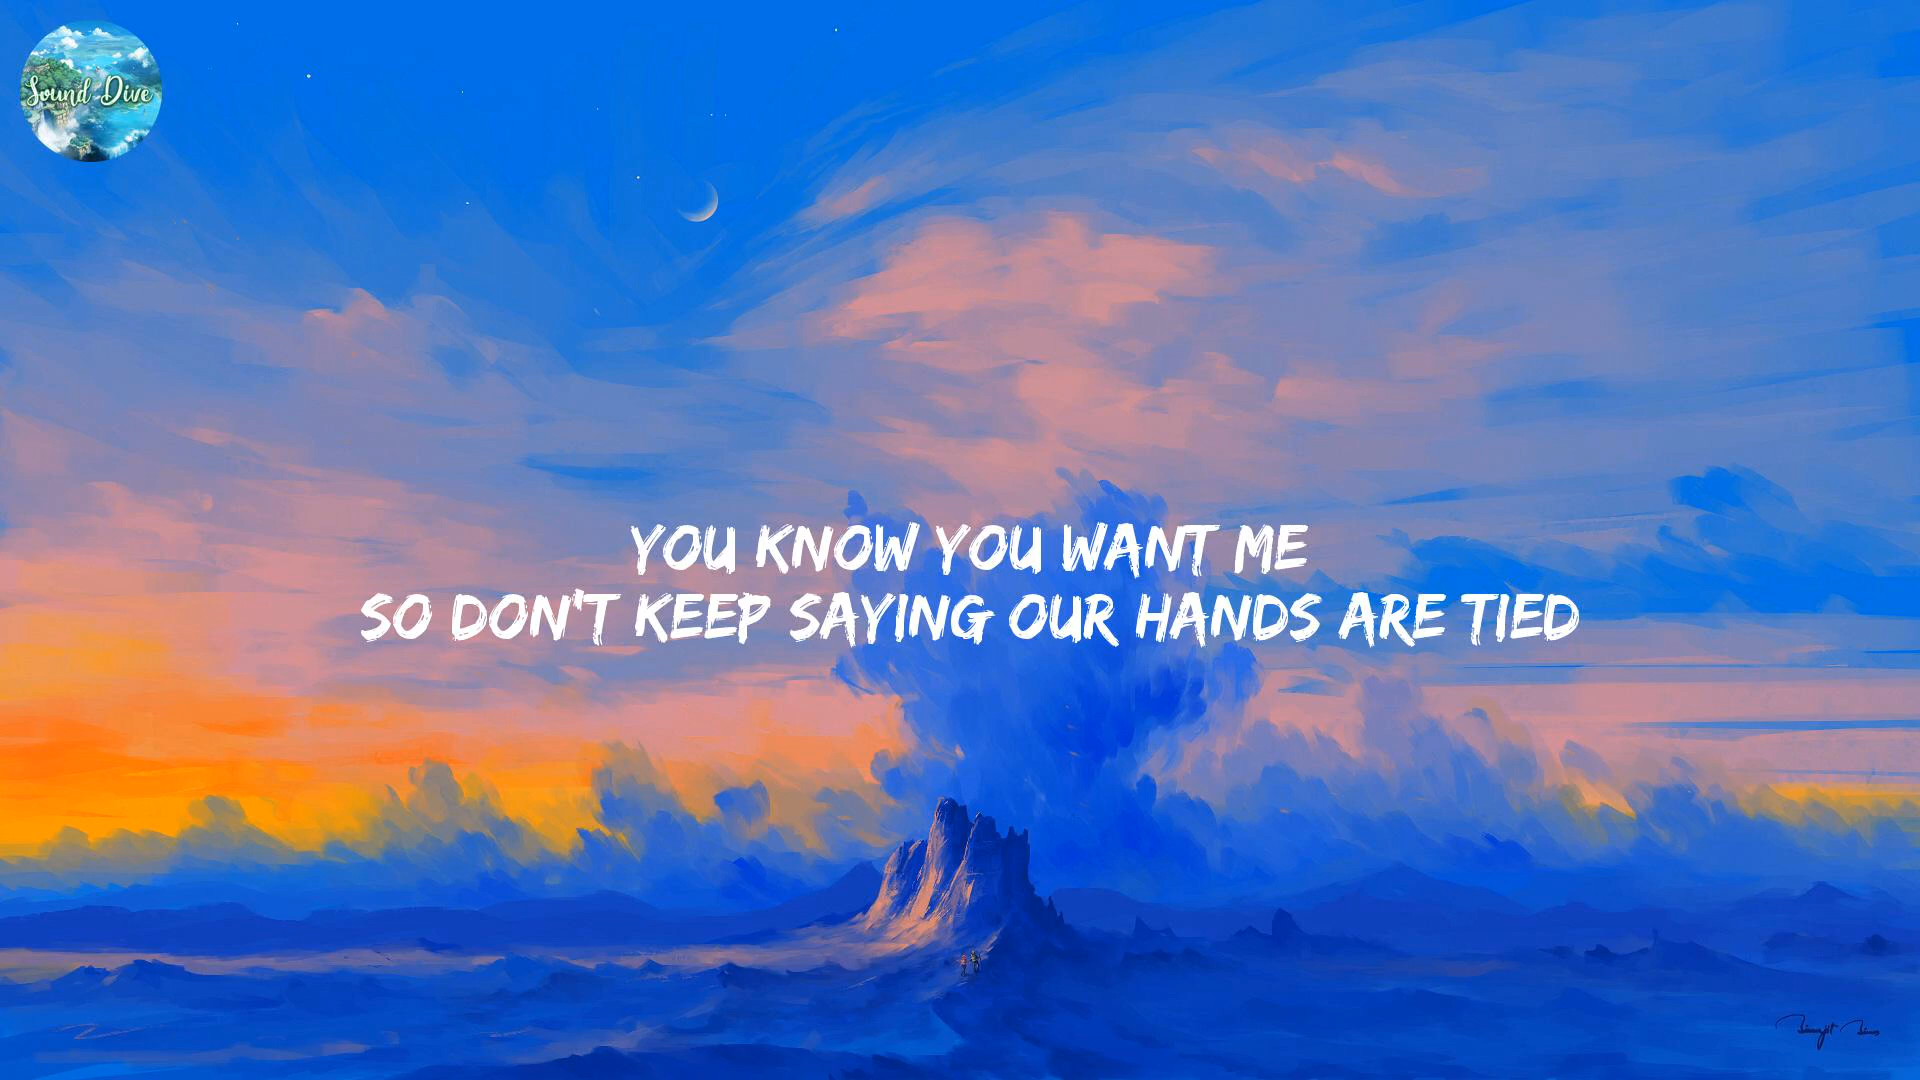 Sound Dive
YOU KNOW YOU WANT ME
SO DON'T KEEP SAYING OUR HANDS ARE TIED